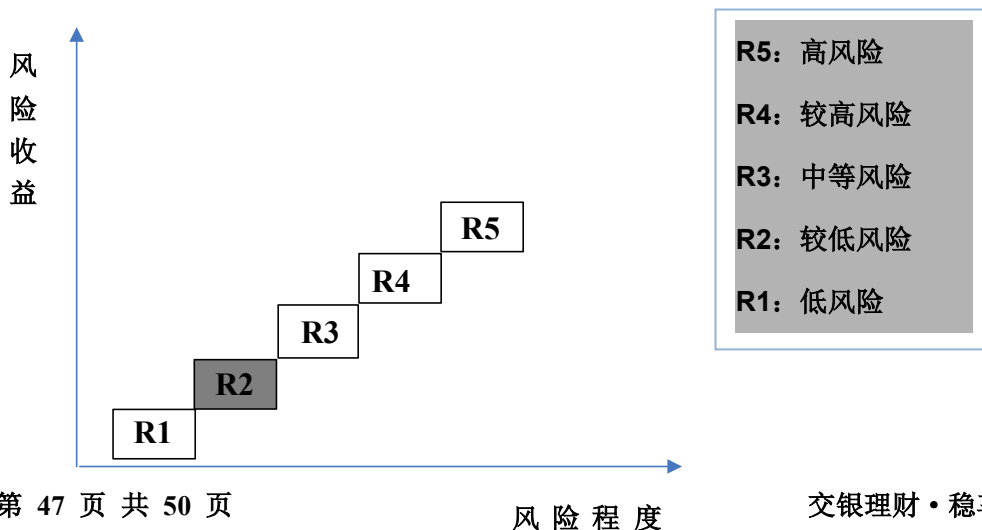 风险收益
R5：高风险
R4：较高风险
R3：中等风险
R2：较低风险
R1：低风险
R5
R4
R3
R2
R1
风险程度
第 47 页 共 50 页
交银理财·稳